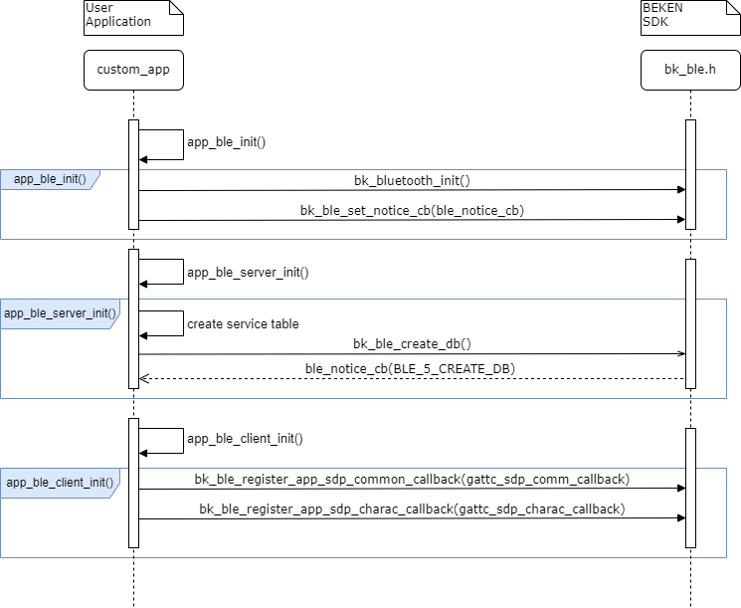 User
Application
BEKEN
SDK
custom_app
bk_ble.h
app_ble_init()
app_ble_init()
bk_bluetooth_init()
bk_ble_set_notice_cb(ble_notice_cb)
app_ble_server_init()
app_ble_server_init()
create service table
bk_ble_create_db()
ble_notice_cb(BLE_5_CREATE_DB)
app_ble_client_init()
app_ble_client_init()
bk_ble_register_app_sdp_common_callback(gattc_sdp_comm_callback)
bk_ble_register_app_sdp_charac_callback(gattc_sdp_charac_callback)